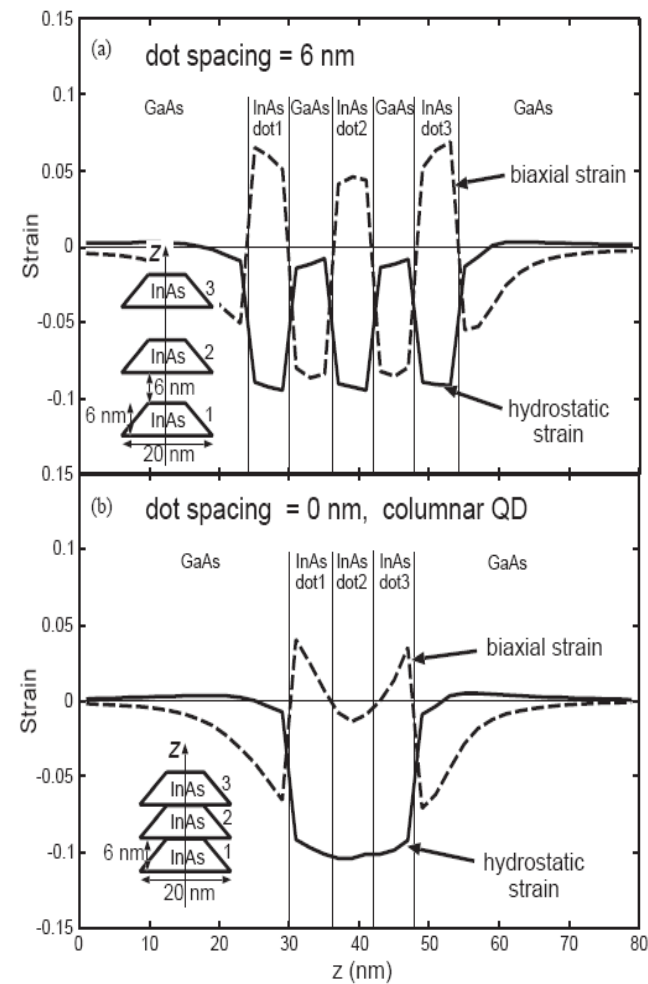 0.15
(a) dot spacing = 6 nm
0.1
GaAs
InAs dot1
GaAs
InAs dot2
GaAs
InAs dot3
GaAs
0.05
biaxial strain
0
Strain
z
InAs 3
-0.05
InAs 2
6 nm
-0.1
6 nm
InAs 1
20 nm
hydrostatic
strain
0.15
(b) dot spacing = 0 nm, columnar QD
0.1
GaAs
InAs dot1
InAs dot2
InAs dot3
GaAs
0.05
biaxial strain
0
Strain
-0.05
z
InAs 3
InAs 2
-0.1
6 nm
InAs 1
20 nm
hydrostatic
strain
-0.15
0 10 20 30 40 50 60 70 80
z (nm)